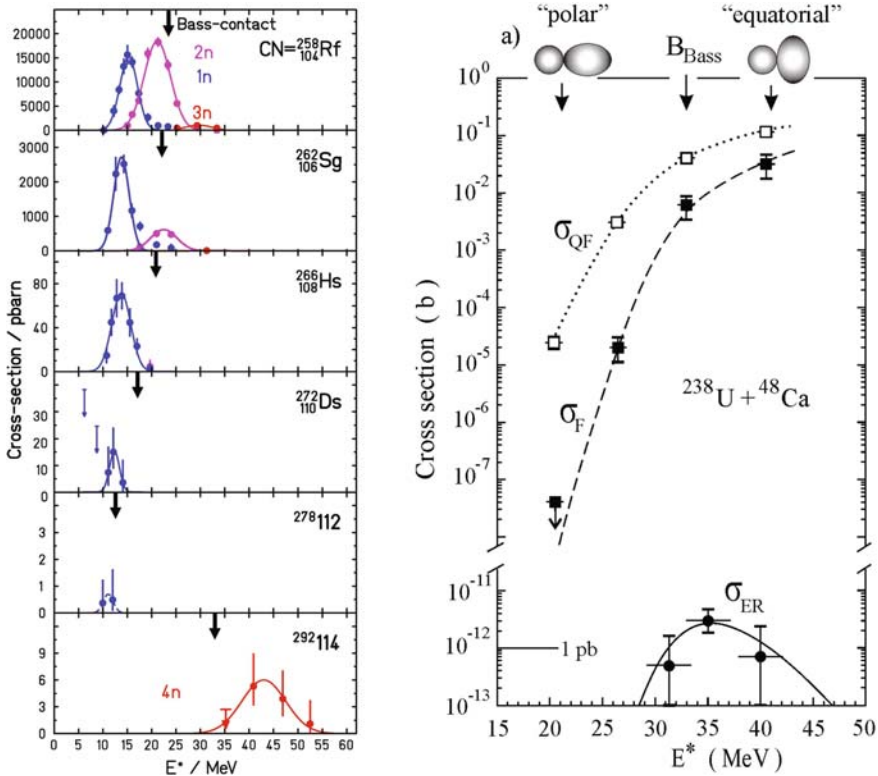 Bass-contact
CN=²⁵⁸₁₀₄Rf
2n
1n
3n
20000
15000
10000
5000
0
²⁶²₁₀₆Sg
3000
2000
1000
0
²⁶⁶₁₀₈Hs
80
60
40
20
0
²⁷²₁₁₀Ds
30
20
10
0
²⁷⁸112
4
3
2
1
0
²⁹²114
4n
9
6
3
0
Cross-section / pbarn
0 5 10 15 20 25 30 35 40 45 50 55 60
E* / MeV
a)
“polar”
B_Bass
“equatorial”
10⁰
10⁻¹
10⁻²
10⁻³
10⁻⁴
10⁻⁵
10⁻⁶
10⁻⁷
10⁻¹¹
10⁻¹²
10⁻¹³
Cross section ( b )
σ_QF
σ_F
²³⁸U + ⁴⁸Ca
σ_ER
1 pb
15 20 25 30 35 40 45 50
E* ( MeV )